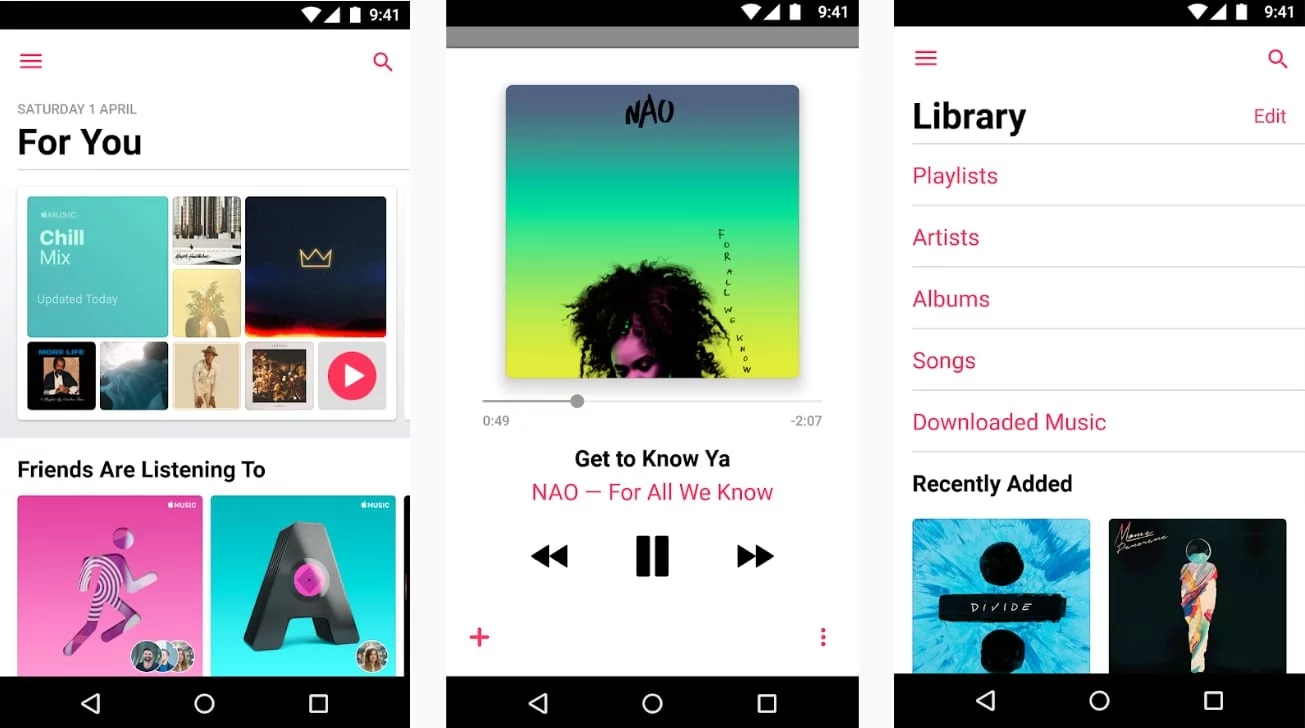 9:41
SATURDAY 1 APRIL
For You
MUSIC
Chill
Mix
Updated Today
MORE LIFE
Friends Are Listening To
MUSIC
MUSIC
9:41
NAO
FOR ALL WE KNOW
0:49
-2:07
Get to Know Ya
NAO — For All We Know
9:41
Library
Edit
Playlists
Artists
Albums
Songs
Downloaded Music
Recently Added
DIVIDE
Panorama